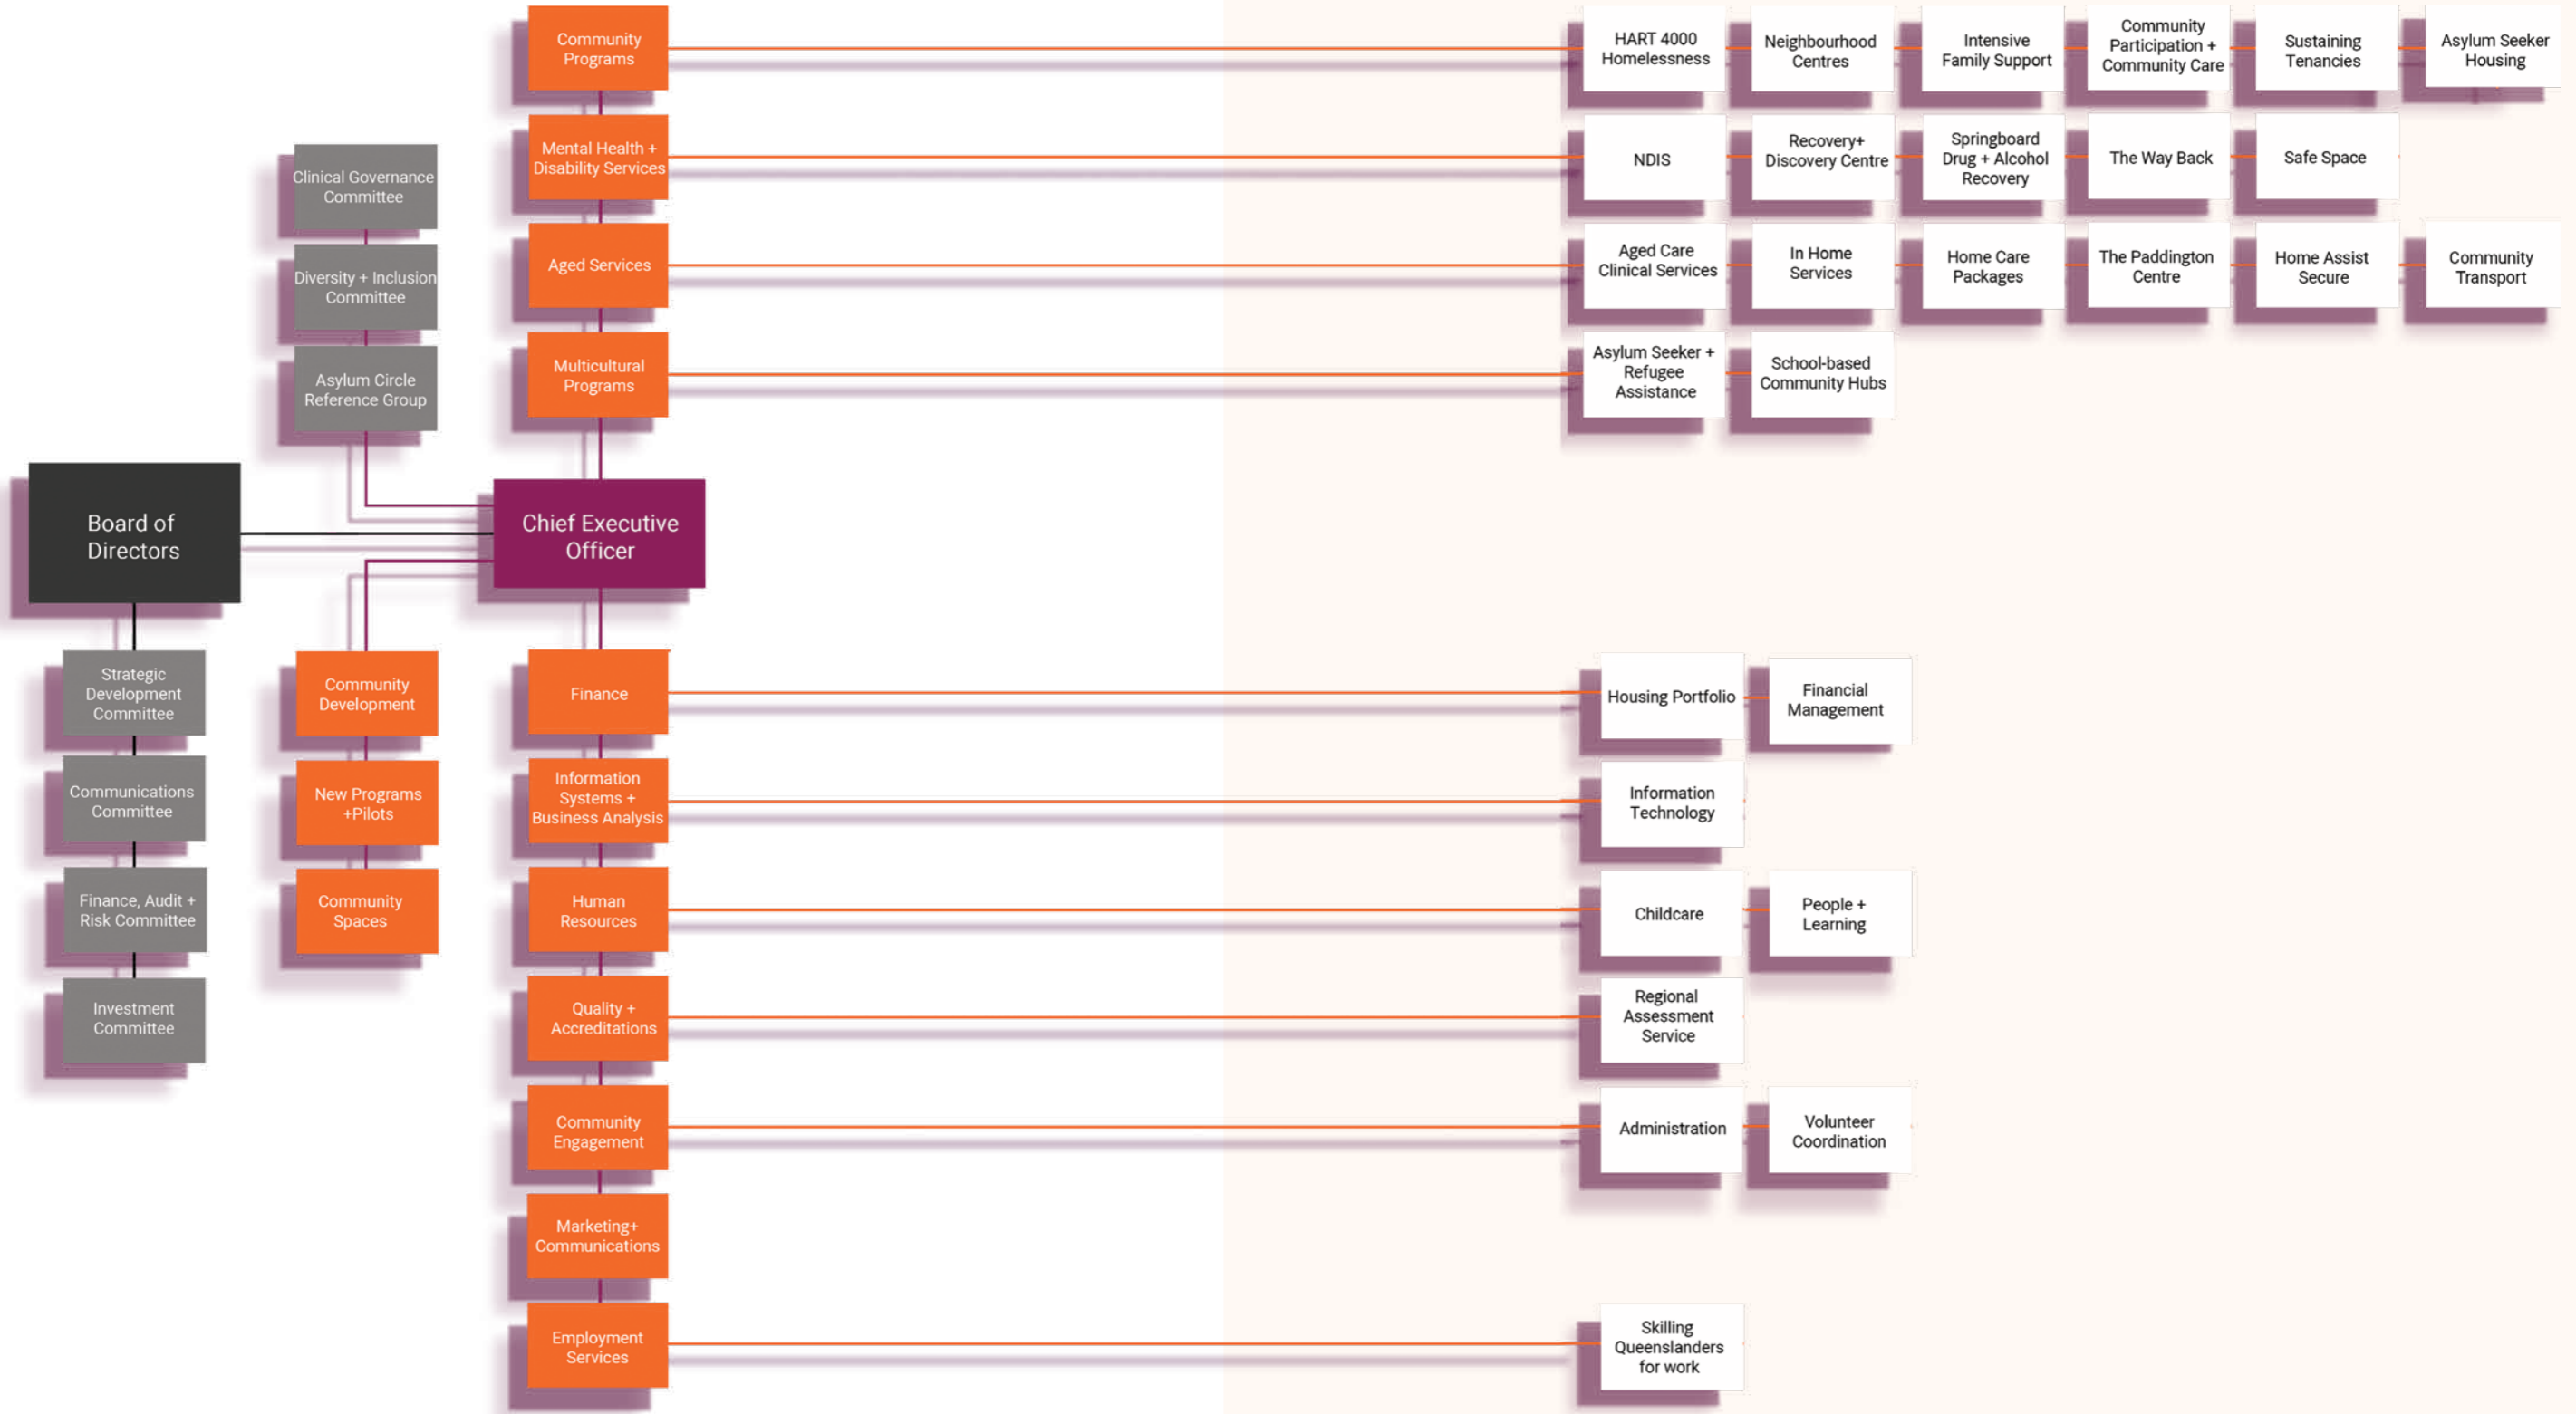 Community
Programs
HART 4000
Homelessness
Neighbourhood
Centres
Intensive
Family Support
Community
Participation +
Community Care
Sustaining
Tenancies
Asylum Seeker
Housing
Mental Health +
Disability Services
NDIS
Recovery+
Discovery Centre
Springboard
Drug + Alcohol
Recovery
The Way Back
Safe Space
Clinical Governance
Committee
Aged Services
Aged Care
Clinical Services
In Home
Services
Home Care
Packages
The Paddington
Centre
Home Assist
Secure
Community
Transport
Diversity + Inclusion
Committee
Multicultural
Programs
Asylum Seeker +
Refugee
Assistance
School-based
Community Hubs
Asylum Circle
Reference Group
Board of
Directors
Chief Executive
Officer
Strategic
Development
Committee
Community
Development
Finance
Housing Portfolio
Financial
Management
Communications
Committee
New Programs
+Pilots
Information
Systems +
Business Analysis
Information
Technology
Finance, Audit +
Risk Committee
Community
Spaces
Human
Resources
Childcare
People +
Learning
Investment
Committee
Quality +
Accreditations
Regional
Assessment
Service
Community
Engagement
Administration
Volunteer
Coordination
Marketing+
Communications
Employment
Services
Skilling
Queenslanders
for work